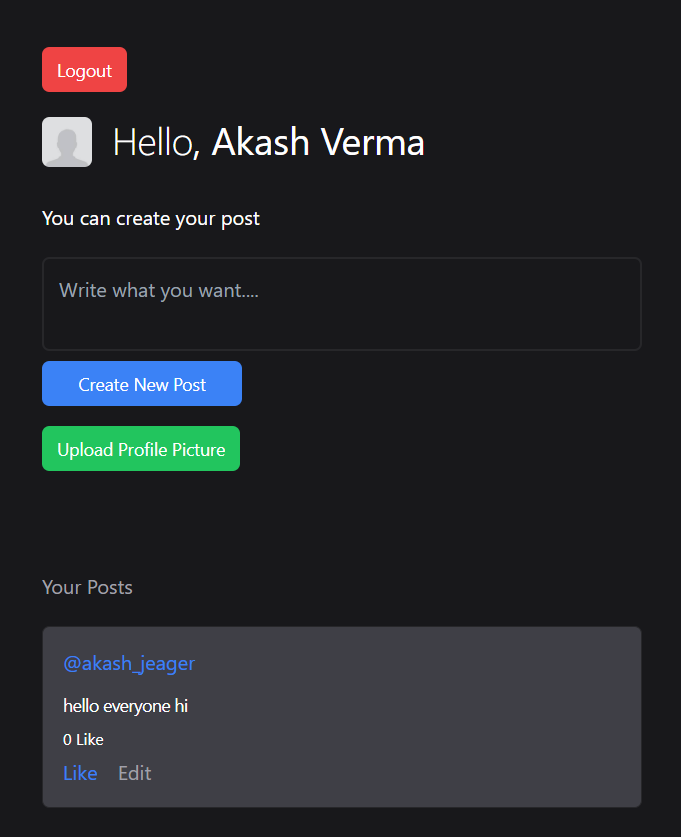 Logout
Hello, Akash Verma
You can create your post
Write what you want....
Create New Post
Upload Profile Picture
Your Posts
@akash_jeager
hello everyone hi
0 Like
Like Edit